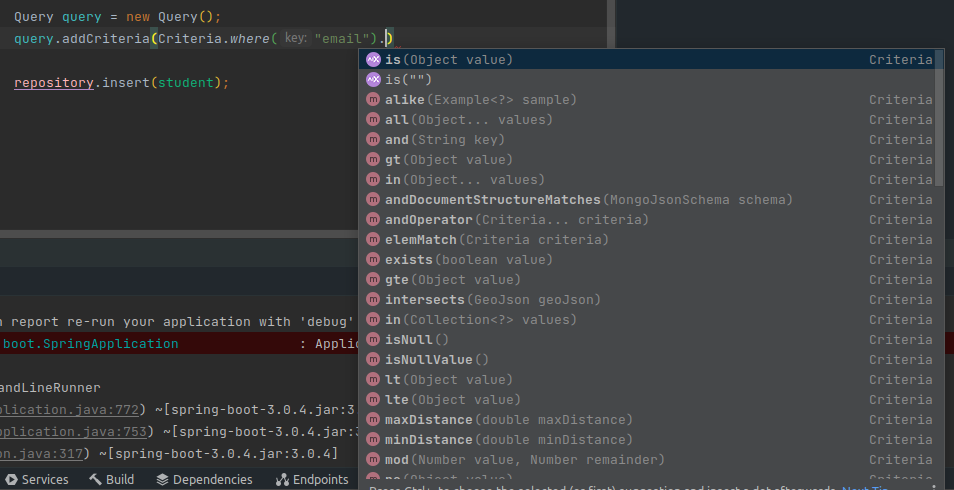 Query query = new Query();
query.addCriteria(Criteria.where( key: "email").)
repository.insert(student);
is(Object value) Criteria
is("")
alike(Example<?> sample) Criteria
all(Object... values) Criteria
and(String key) Criteria
gt(Object value) Criteria
in(Object... values) Criteria
andDocumentStructureMatches(MongoJsonSchema schema) Criteria
andOperator(Criteria... criteria) Criteria
elemMatch(Criteria criteria) Criteria
exists(boolean value) Criteria
gte(Object value) Criteria
intersects(GeoJson geoJson) Criteria
in(Collection<?> values) Criteria
isNull() Criteria
isNullValue() Criteria
lt(Object value) Criteria
lte(Object value) Criteria
maxDistance(double maxDistance) Criteria
minDistance(double minDistance) Criteria
mod(Number value, Number remainder) Criteria
n report re-run your application with 'debug'
boot.SpringApplication : Applic
andLineRunner
plication.java:772) ~[spring-boot-3.0.4.jar:3
plication.java:753) ~[spring-boot-3.0.4.jar:3
on.java:317) ~[spring-boot-3.0.4.jar:3.0.4]
Services Build Dependencies Endpoints